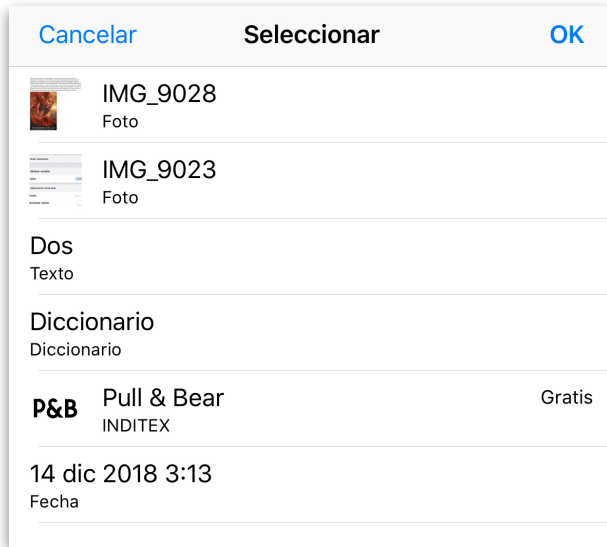 Cancelar Seleccionar OK
IMG_9028
Foto
IMG_9023
Foto
Dos
Texto
Diccionario
Diccionario
P&B Pull & Bear Gratis
INDITEX
14 dic 2018 3:13
Fecha